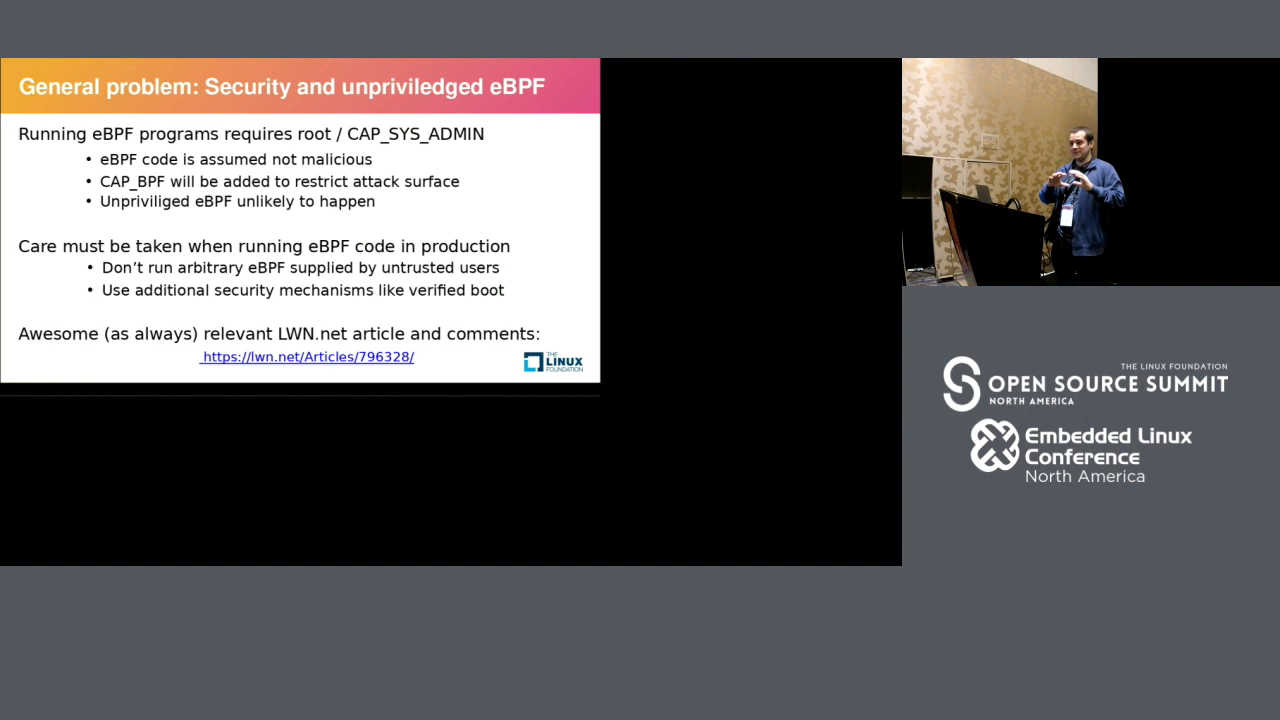 General problem: Security and unpriviledged eBPF
Running eBPF programs requires root / CAP_SYS_ADMIN
• eBPF code is assumed not malicious
• CAP_BPF will be added to restrict attack surface
• Unpriviliged eBPF unlikely to happen
Care must be taken when running eBPF code in production
• Don’t run arbitrary eBPF supplied by untrusted users
• Use additional security mechanisms like verified boot
Awesome (as always) relevant LWN.net article and comments:
https://lwn.net/Articles/796328/
THE
LINUX
FOUNDATION
THE LINUX FOUNDATION
OPEN SOURCE SUMMIT
NORTH AMERICA
Embedded Linux
Conference
North America